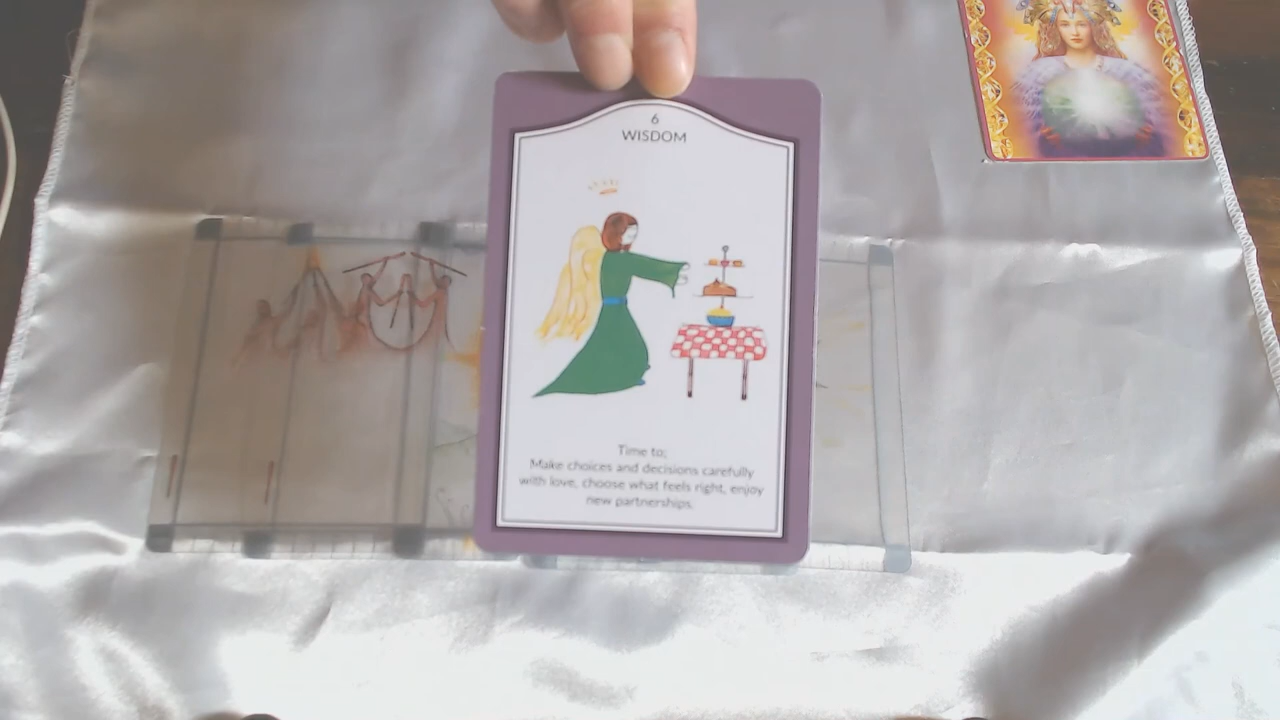 6
WISDOM
Time to;
Make choices and decisions carefully
with love, choose what feels right, enjoy
new partnerships.